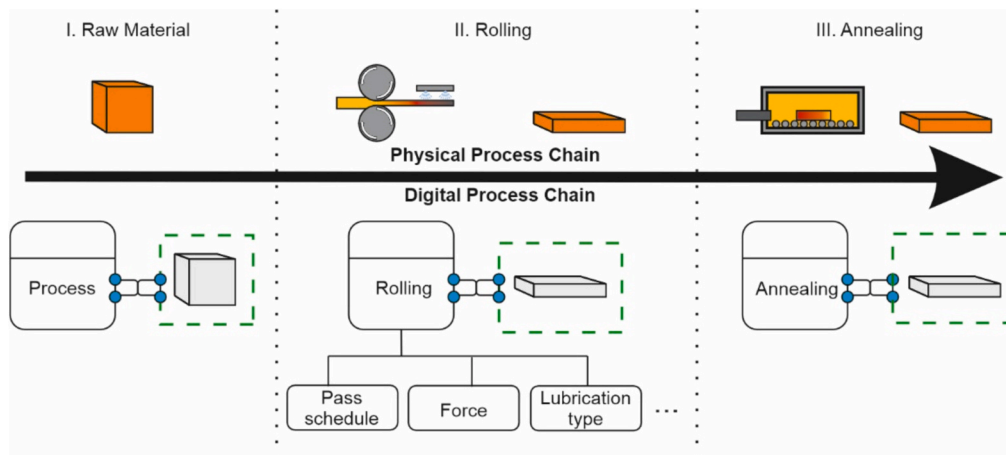 I. Raw Material
II. Rolling
III. Annealing
Physical Process Chain
Digital Process Chain
Process
Rolling
Annealing
Pass
schedule
Force
Lubrication
type
...